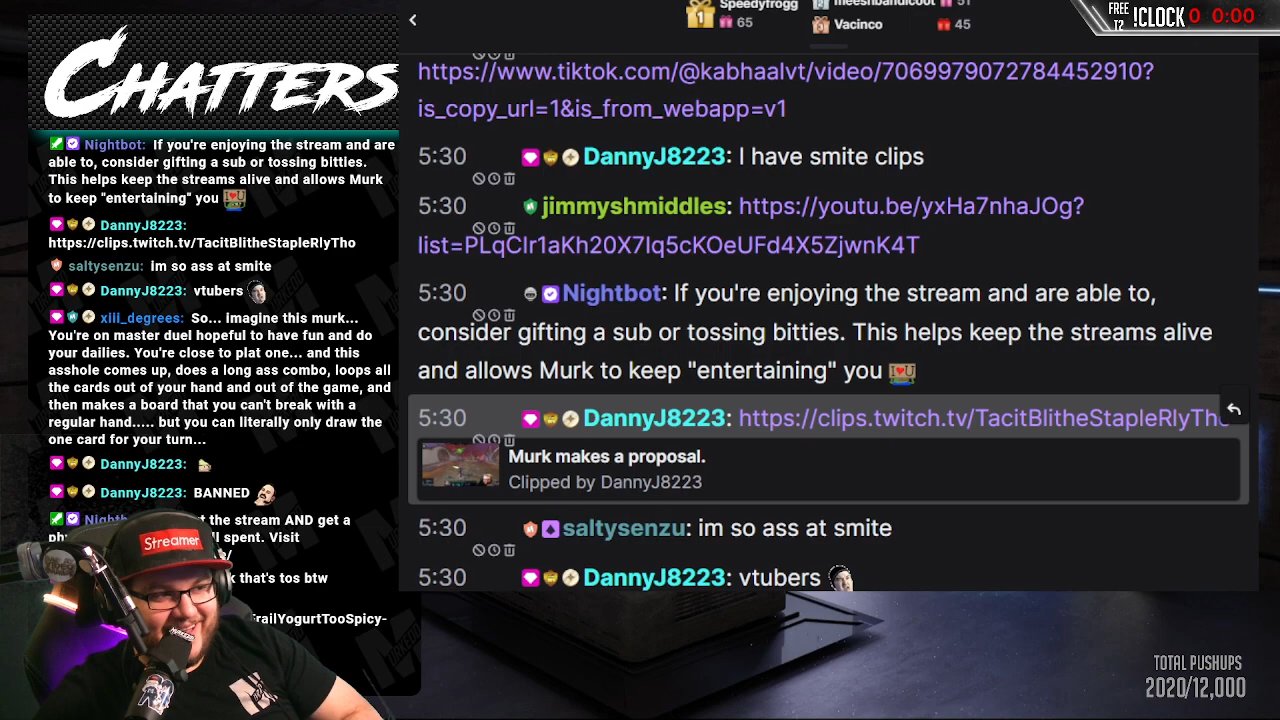 CHATTERS
Nightbot: If you're enjoying the stream and are
able to, consider gifting a sub or tossing bitties.
This helps keep the streams alive and allows Murk
to keep "entertaining" you
DannyJ8223:
https://clips.twitch.tv/TacitBlitheStapleRlyTho
saltysenzu: im so ass at smite
DannyJ8223: vtubers
xiii_degrees: So... imagine this murk...
You're on master duel hopeful to have fun and do
your dailies. You're close to plat one... and this
asshole comes up, does a long ass combo, loops all
the cards out of your hand and out of the game, and
then makes a board that you can't break with a
regular hand..... but you can literally only draw the
one card for your turn...
DannyJ8223:
DannyJ8223: BANNED
the stream AND get a
spent. Visit
that's tos btw
railYogurtTooSpicy-
Streamer
1 Speedyfrogg
65
meeshbandicoot 51
Vacinco 45
FREE
12
!CLOCK 0 0:00
https://www.tiktok.com/@kabhaalvt/video/7069979072784452910?
is_copy_url=1&is_from_webapp=v1
5:30 DannyJ8223: I have smite clips
5:30 jimmyshmiddles: https://youtu.be/yxHa7nhaJOg?
list=PLqCIr1aKh20X7Iq5cKOeUFd4X5ZjwnK4T
5:30 Nightbot: If you're enjoying the stream and are able to,
consider gifting a sub or tossing bitties. This helps keep the streams alive
and allows Murk to keep "entertaining" you
5:30 DannyJ8223: https://clips.twitch.tv/TacitBlitheStapleRlyTho
Murk makes a proposal.
Clipped by DannyJ8223
5:30 saltysenzu: im so ass at smite
5:30 DannyJ8223: vtubers
TOTAL PUSHUPS
2020/12,000